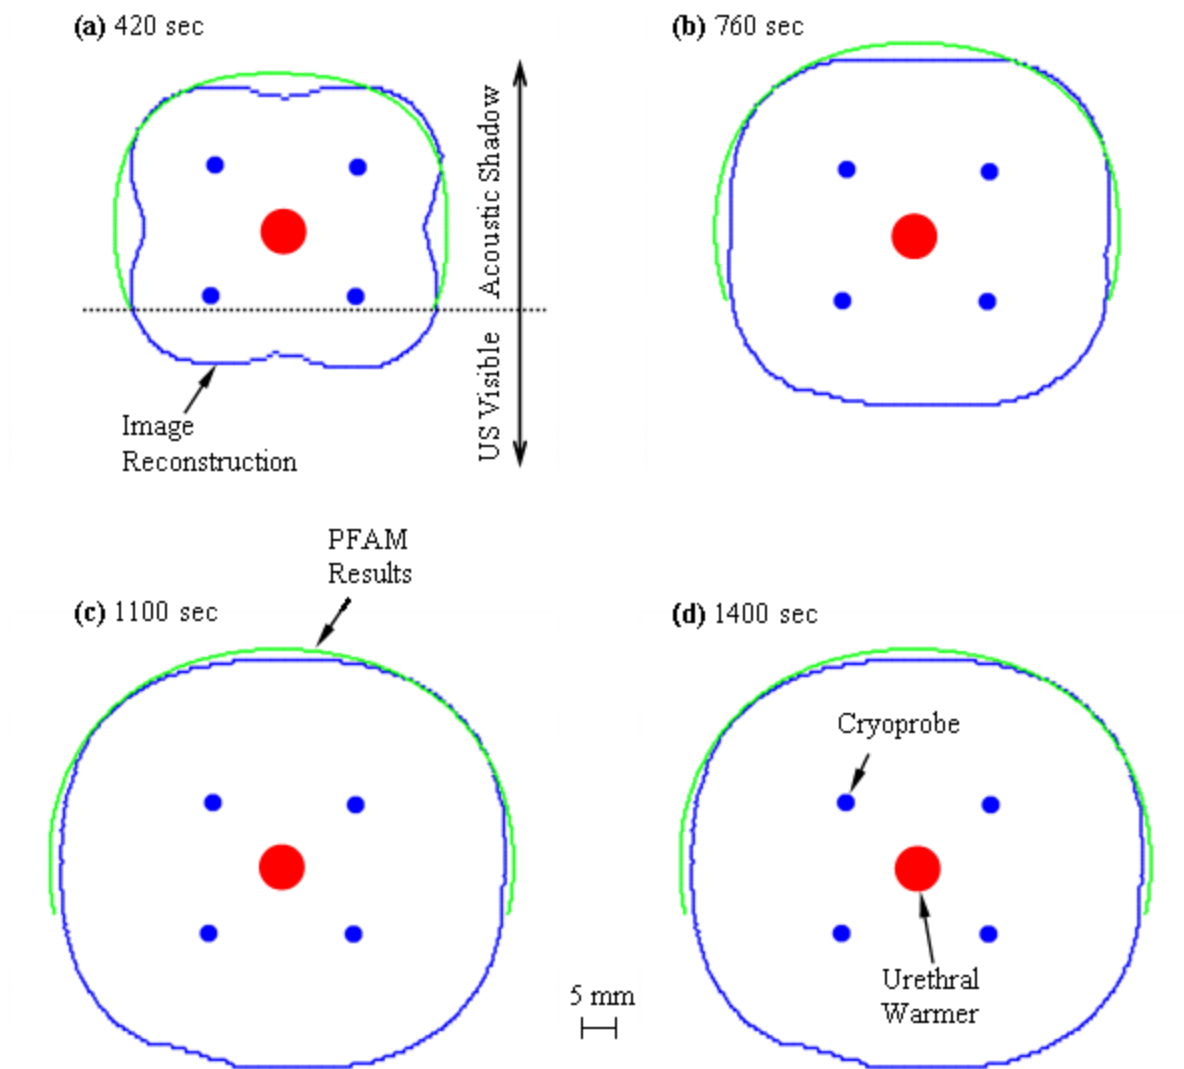 (a) 420 sec
(b) 760 sec
Acoustic Shadow
US Visible
Image
Reconstruction
PFAM
Results
(c) 1100 sec
(d) 1400 sec
Cryoprobe
5 mm
Urethral
Warmer